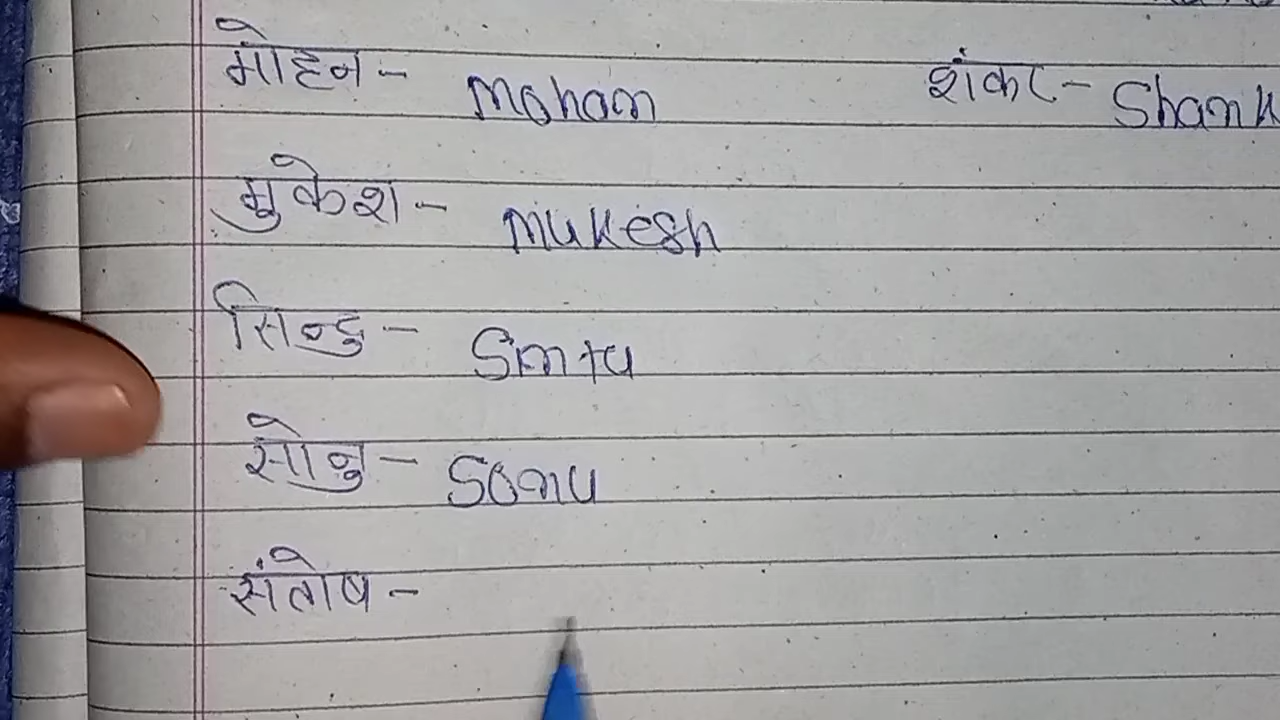 मोहन - Mohan
शंकर - Shank
मुकेश - Mukesh
सिन्टु - Sintu
सोनु - Sonu
संतोष -